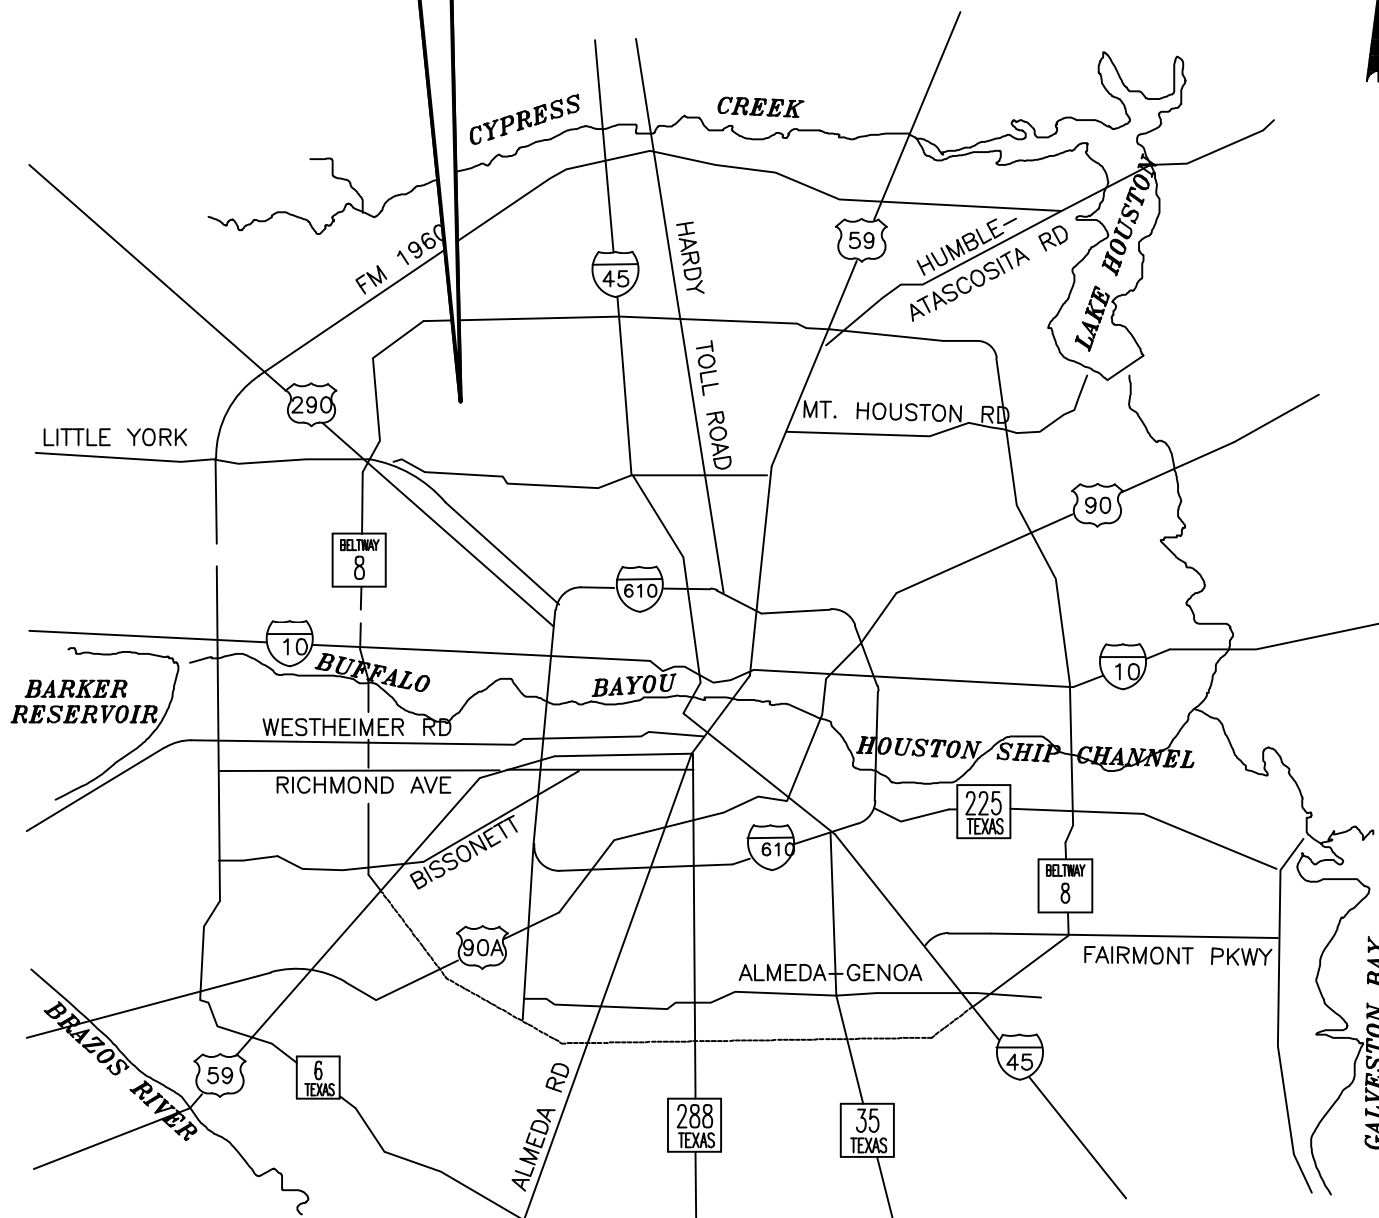 CYPRESS CREEK
FM 1960
45
HARDY
TOLL ROAD
59
HUMBLE-
ATASCOSITA RD
LAKE HOUSTON
290
LITTLE YORK
MT. HOUSTON RD
90
BELTWAY
8
610
10
BUFFALO BAYOU
10
BARKER
RESERVOIR
WESTHEIMER RD
HOUSTON SHIP CHANNEL
RICHMOND AVE
225
TEXAS
BISSONETT
610
BELTWAY
8
90A
ALMEDA-GENOA
FAIRMONT PKWY
GALVESTON BAY
BRAZOS RIVER
59
6
TEXAS
45
ALMEDA RD
288
TEXAS
35
TEXAS